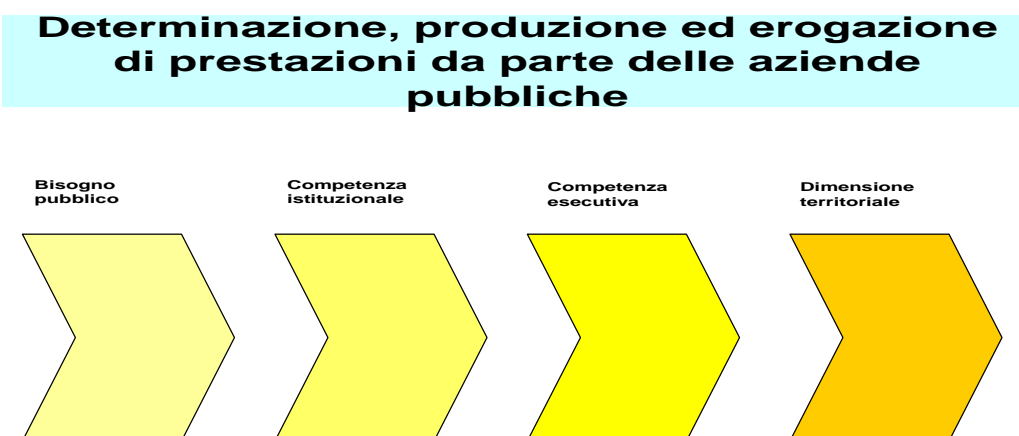 Determinazione, produzione ed erogazione
di prestazioni da parte delle aziende
pubbliche
Bisogno
pubblico
Competenza
istituzionale
Competenza
esecutiva
Dimensione
territoriale